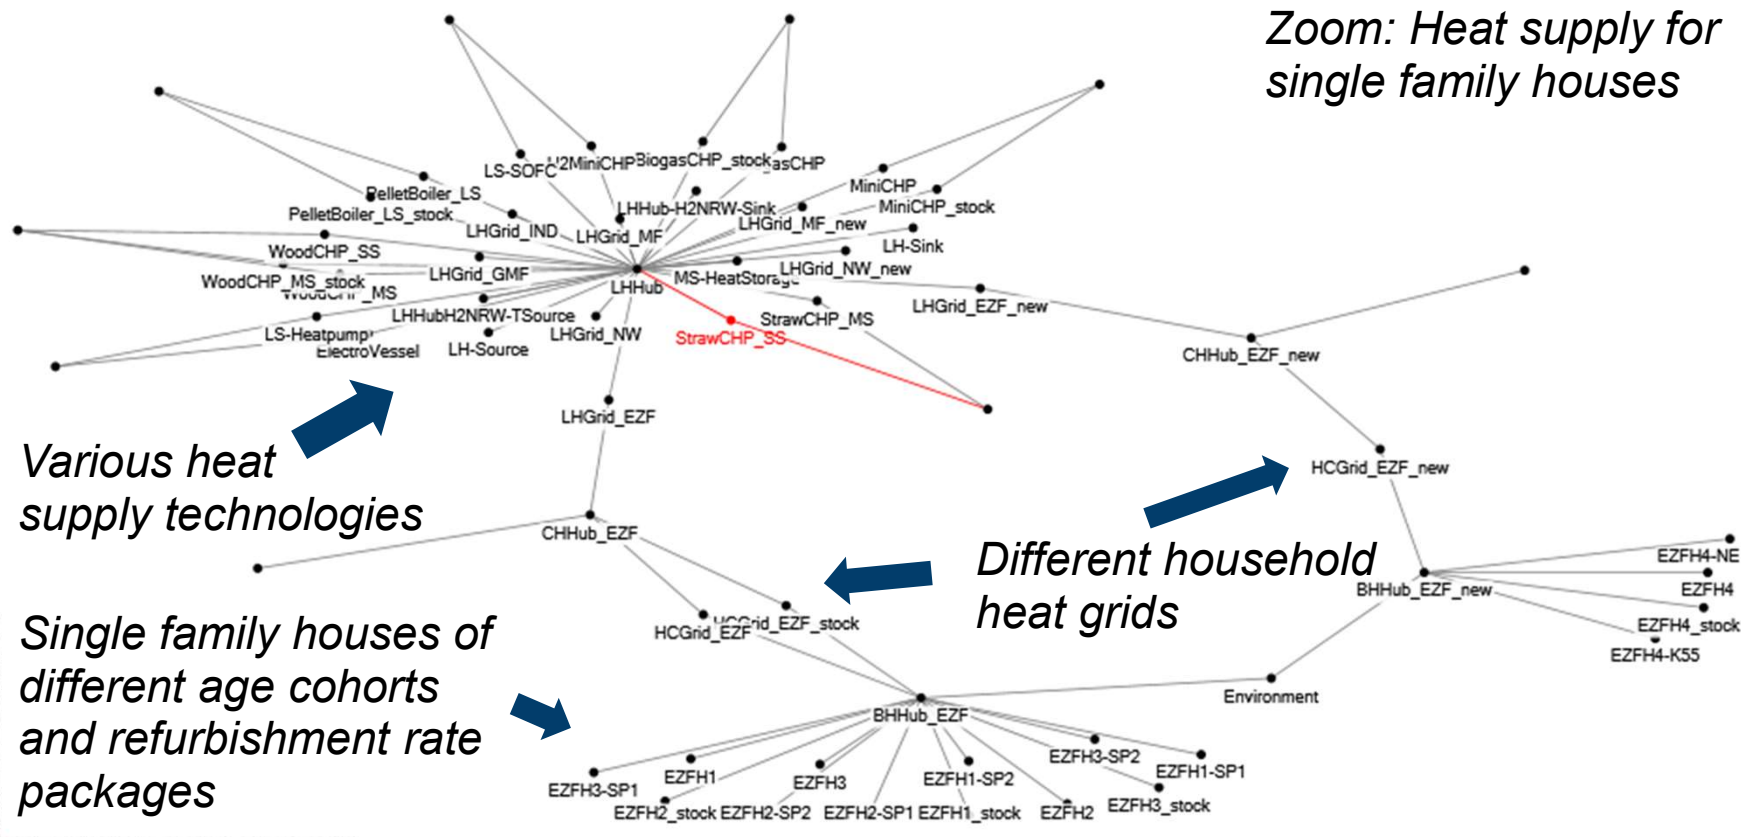 Zoom: Heat supply for
single family houses
LS-SOFC
BiogasCHP_stock
PelletBoiler_LS
MiniCHP
PelletBoiler_LS_stock
LHHub-H2NRW-Sink
MiniCHP_stock
LHGrid_IND
LHGrid_MF
LHGrid_MF_new
WoodCHP_SS
LH-Sink
WoodCHP_MS_stock
LHGrid_GMF
MS-HeatStorage
LHGrid_NW_new
WoodCHP_MS
LHHub
LHGrid_EZF_new
LHHubH2NRW-TSource
StrawCHP_MS
LS-Heatpump
LHGrid_NW
StrawCHP_SS
ElectroVessel
LH-Source
CHHub_EZF_new
LHGrid_EZF
Various heat
supply technologies
HCGrid_EZF_new
CHHub_EZF
Different household
heat grids
EZFH4-NE
BHHub_EZF_new
EZFH4
HCGrid_EZF
HCGrid_EZF_stock
EZFH4_stock
EZFH4-K55
Single family houses of
different age cohorts
and refurbishment rate
packages
Environment
BHHub_EZF
EZFH3-SP2
EZFH1-SP1
EZFH3-SP1
EZFH1
EZFH3
EZFH1-SP2
EZFH2_stock
EZFH2-SP2
EZFH2-SP1
EZFH1_stock
EZFH2
EZFH3_stock